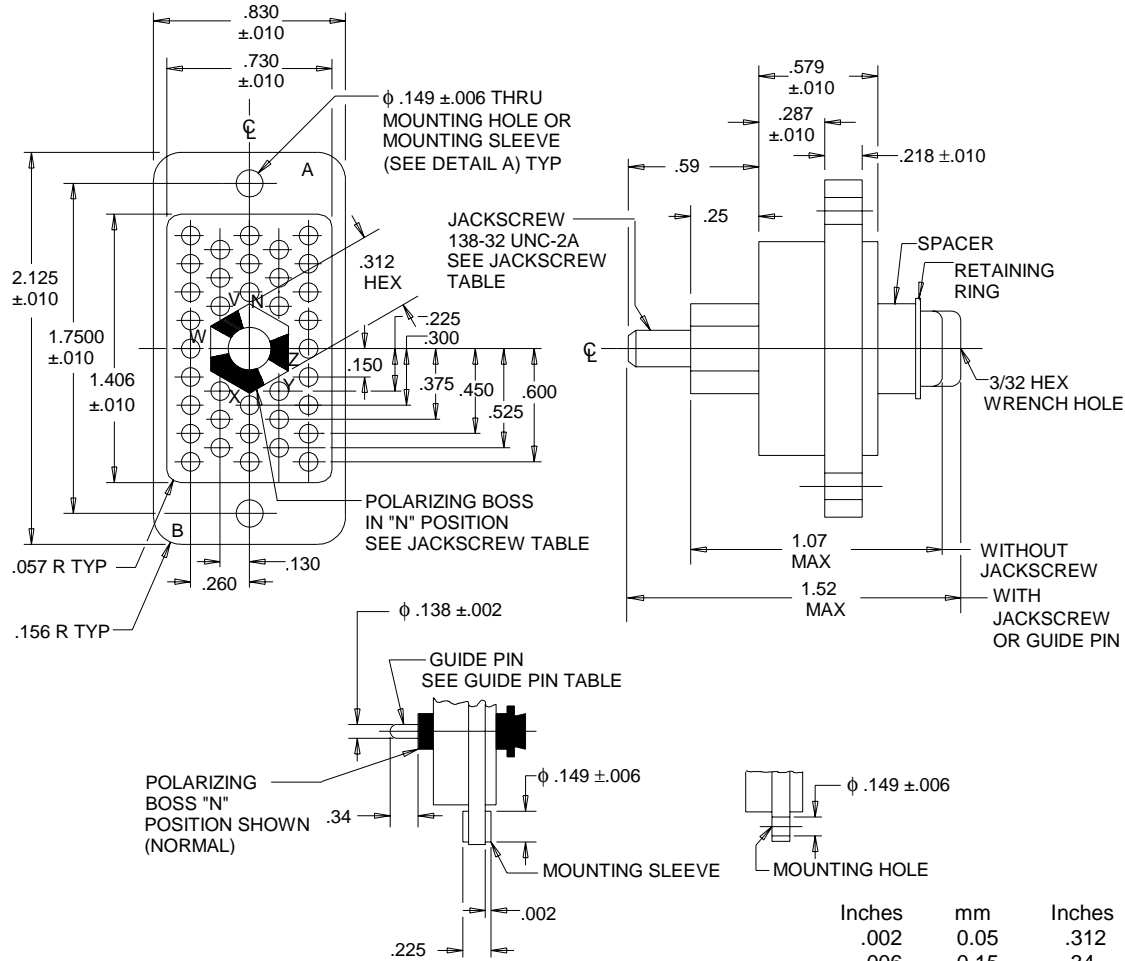 .830
±.010
.730
±.010
ϕ .149 ±.006 THRU
MOUNTING HOLE OR
MOUNTING SLEEVE
(SEE DETAIL A) TYP
℄
A
.579
±.010
.287
±.010
.218 ±.010
.59
.25
JACKSCREW
138-32 UNC-2A
SEE JACKSCREW
TABLE
SPACER
RETAINING
RING
.312
HEX
2.125
±.010
1.7500
±.010
1.406
±.010
V
N
W
Z
Y
X
.225
.300
.150
.375
.450
.525
.600
℄
3/32 HEX
WRENCH HOLE
POLARIZING BOSS
IN "N" POSITION
SEE JACKSCREW TABLE
B
.057 R TYP
.130
.260
.156 R TYP
1.07
MAX
WITHOUT
JACKSCREW
1.52
MAX
WITH
JACKSCREW
OR GUIDE PIN
ϕ .138 ±.002
GUIDE PIN
SEE GUIDE PIN TABLE
POLARIZING
BOSS "N"
POSITION SHOWN
(NORMAL)
.34
ϕ .149 ±.006
MOUNTING SLEEVE
.002
.225
ϕ .149 ±.006
MOUNTING HOLE
Inches mm Inches
.002 0.05 .312
.006 0.15 .34